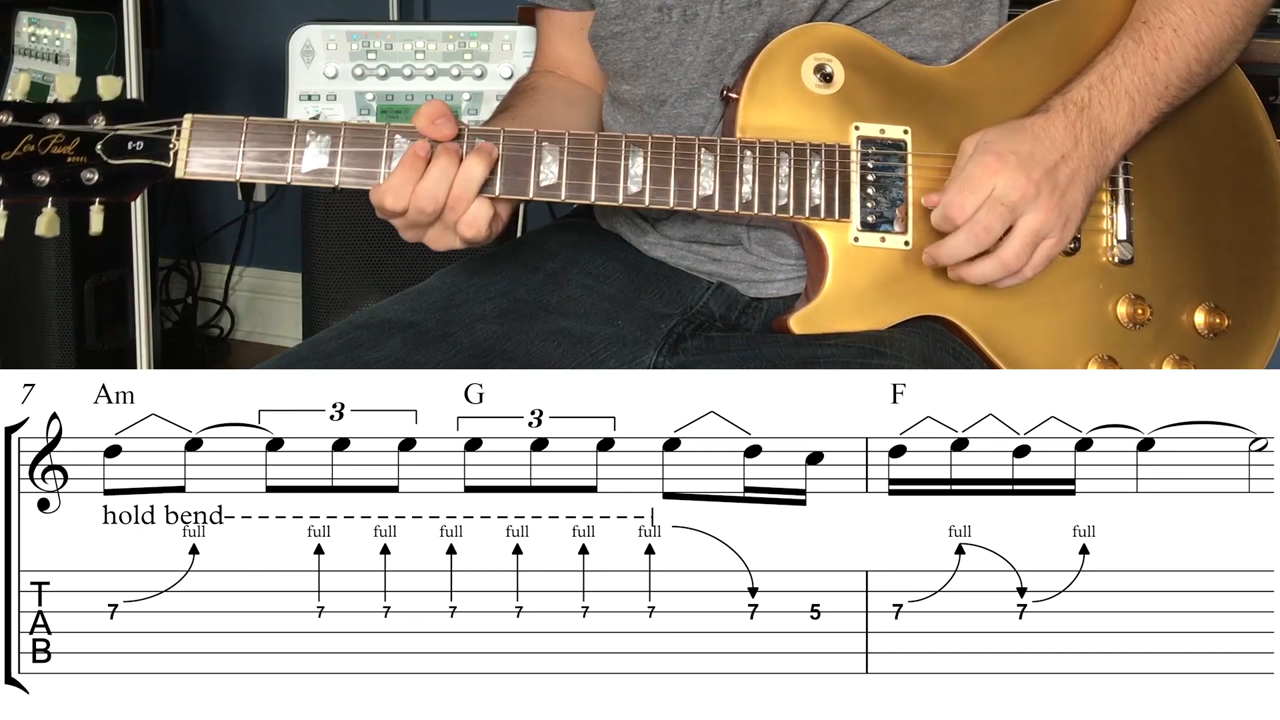 Les Paul
MODEL
7 Am G F
3 3
hold bend
full full full full full full full full full
T
A
B
7 7 7 7 7 7 7 7 5 7 7